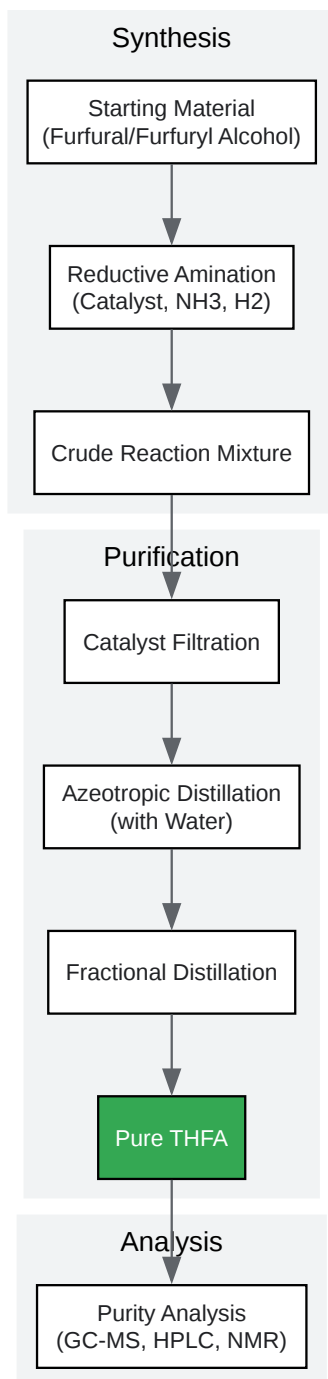 Synthesis
Starting Material
(Furfural/Furfuryl Alcohol)
Reductive Amination
(Catalyst, NH3, H2)
Crude Reaction Mixture
Purification
Catalyst Filtration
Azeotropic Distillation
(with Water)
Fractional Distillation
Pure THFA
Analysis
Purity Analysis
(GC-MS, HPLC, NMR)